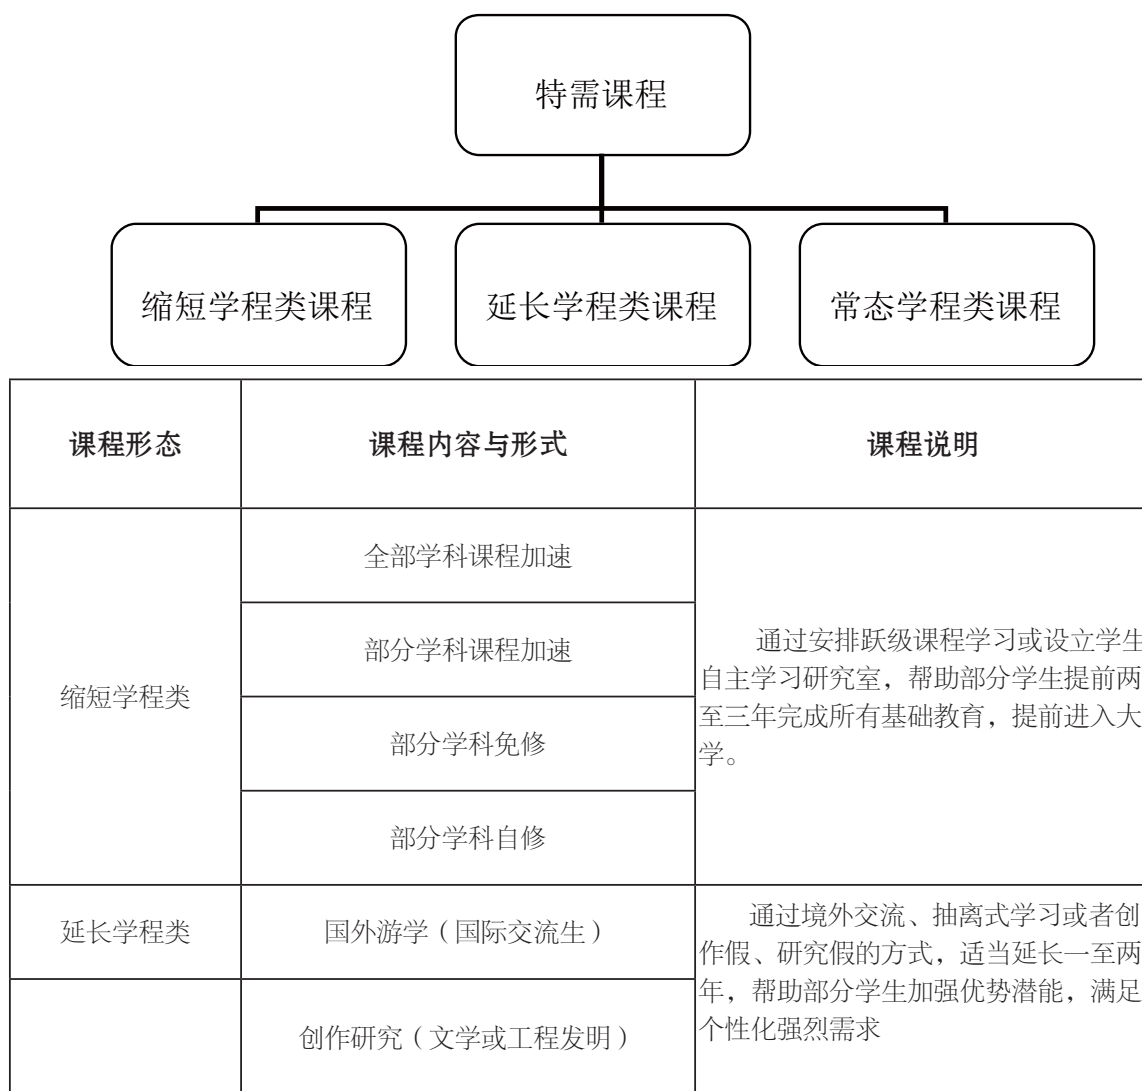 特需课程
缩短学程类课程
延长学程类课程
常态学程类课程
课程形态
课程内容与形式
课程说明
缩短学程类
全部学科课程加速
部分学科课程加速
部分学科免修
部分学科自修
通过安排跃级课程学习或设立学生
自主学习研究室，帮助部分学生提前两
至三年完成所有基础教育，提前进入大
学。
延长学程类
国外游学（国际交流生）
创作研究（文学或工程发明）
通过境外交流、抽离式学习或者创
作假、研究假的方式，适当延长一至两
年，帮助部分学生加强优势潜能，满足
个性化强烈需求